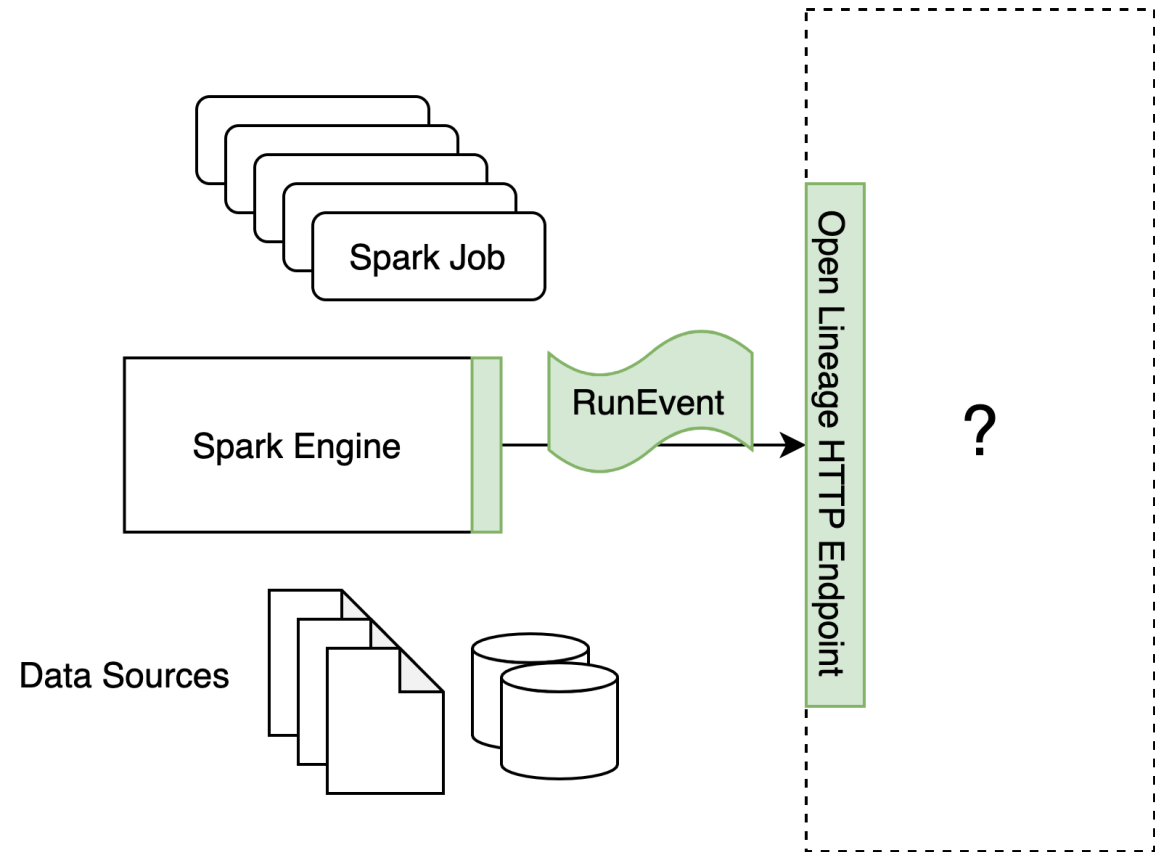 Spark Job
Open Lineage HTTP Endpoint
RunEvent
Spark Engine
?
Data Sources